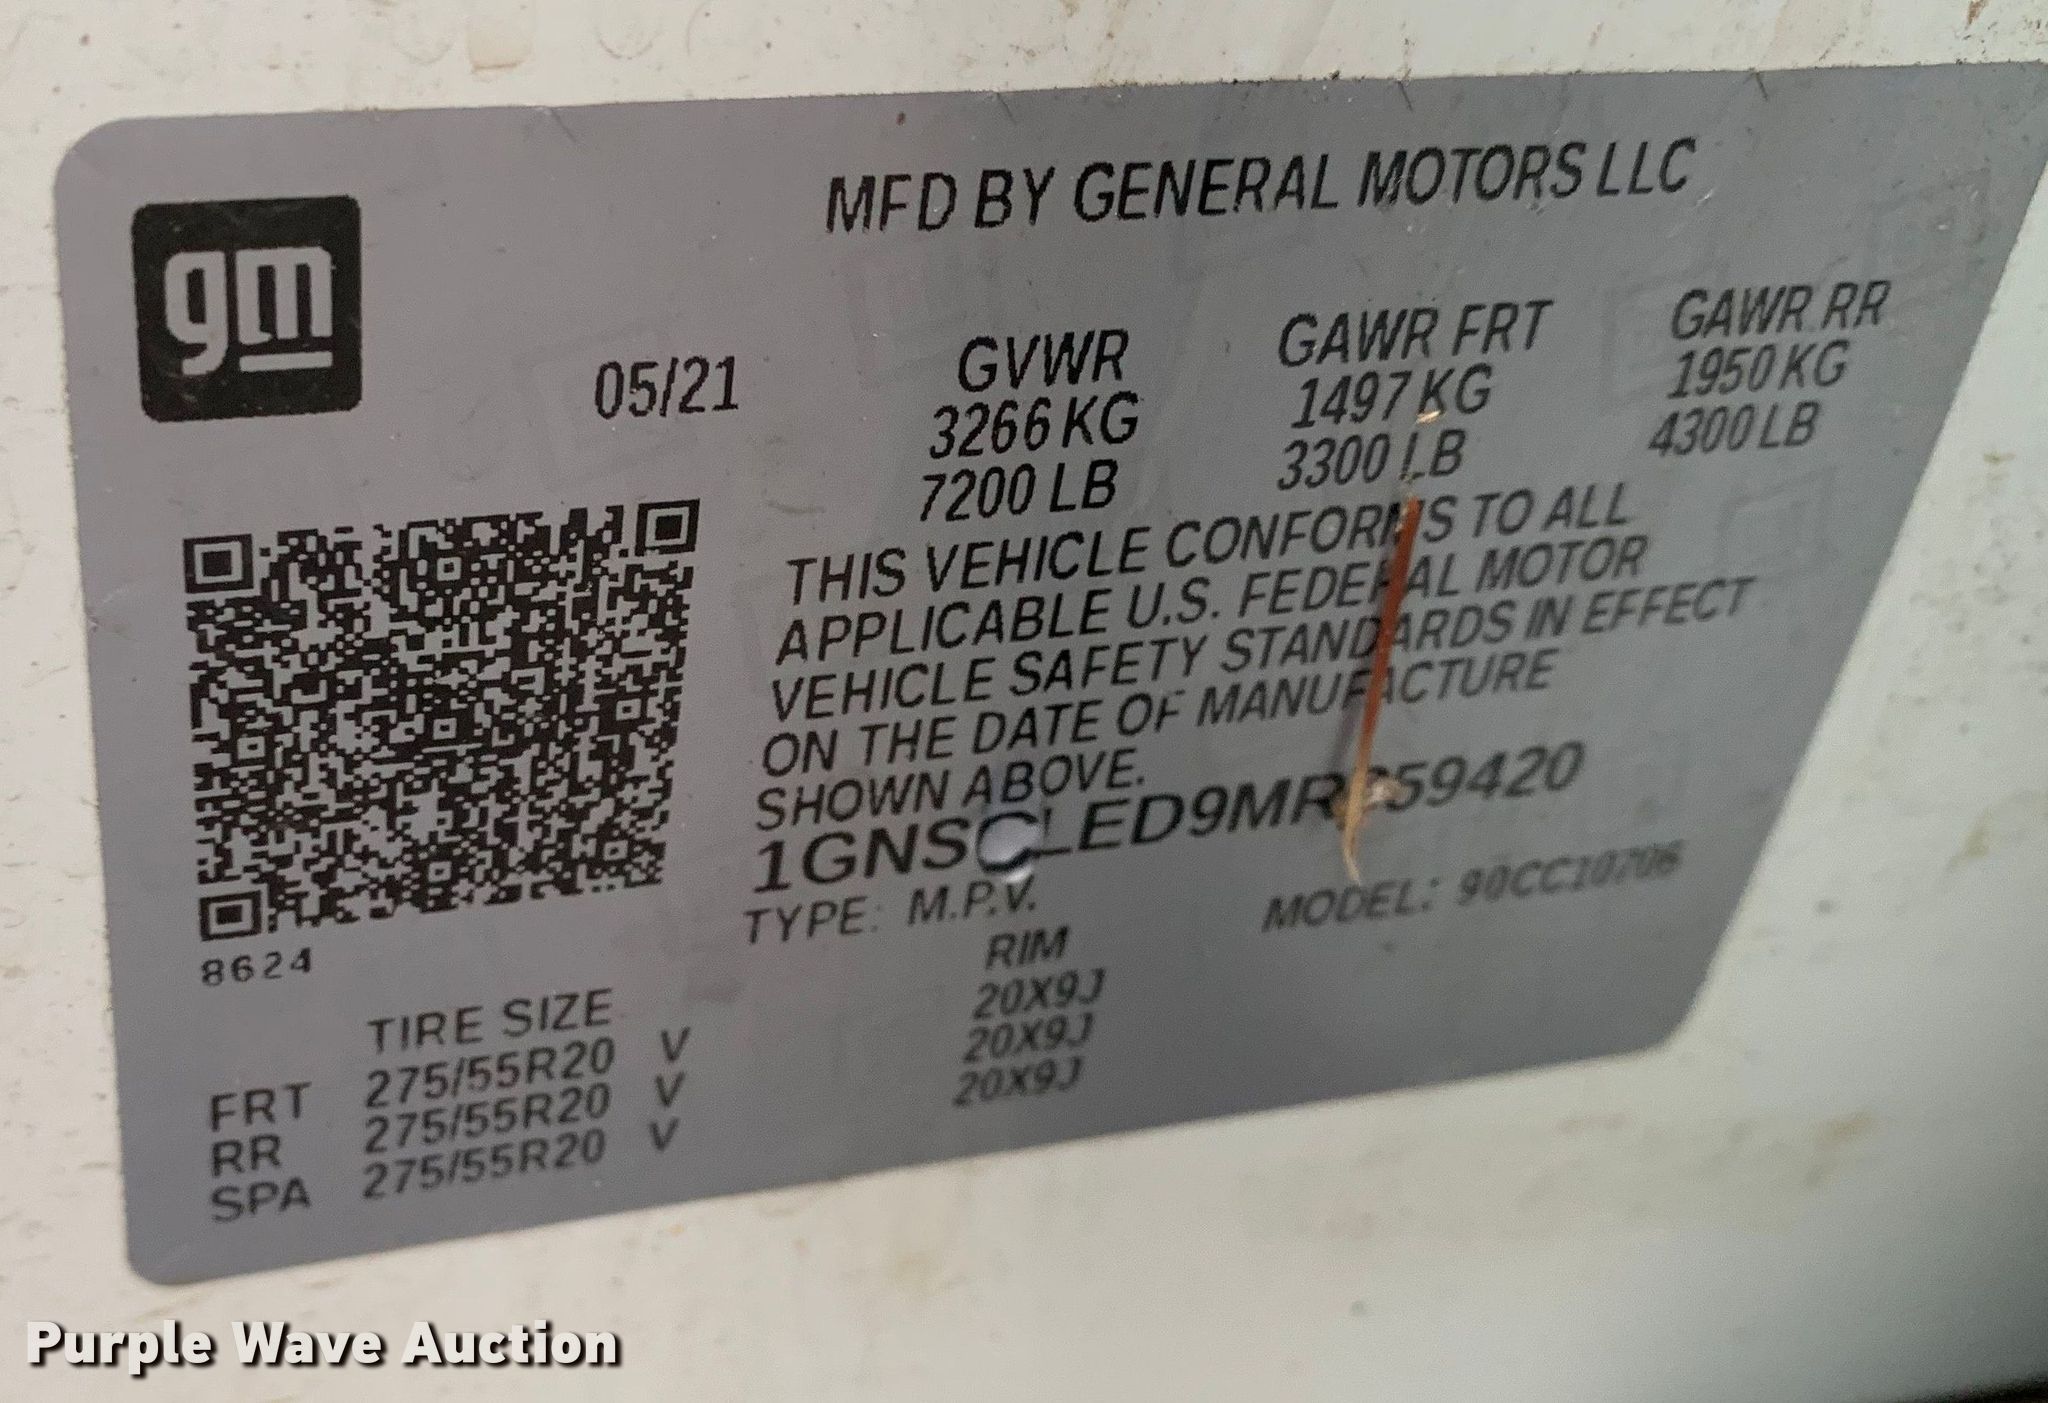 gm
MFD BY GENERAL MOTORS LLC
05/21
GVWR GAWR FRT GAWR RR
3266 KG 1497 KG 1950 KG
7200 LB 3300 LB 4300 LB
THIS VEHICLE CONFORMS TO ALL
APPLICABLE U.S. FEDERAL MOTOR
VEHICLE SAFETY STANDARDS IN EFFECT
ON THE DATE OF MANUFACTURE
SHOWN ABOVE.
1GNSCLED9MR359420
TYPE: M.P.V. MODEL: 90CC10706
8624
TIRE SIZE RIM
FRT 275/55R20 V 20X9J
RR 275/55R20 V 20X9J
SPA 275/55R20 V 20X9J
Purple Wave Auction